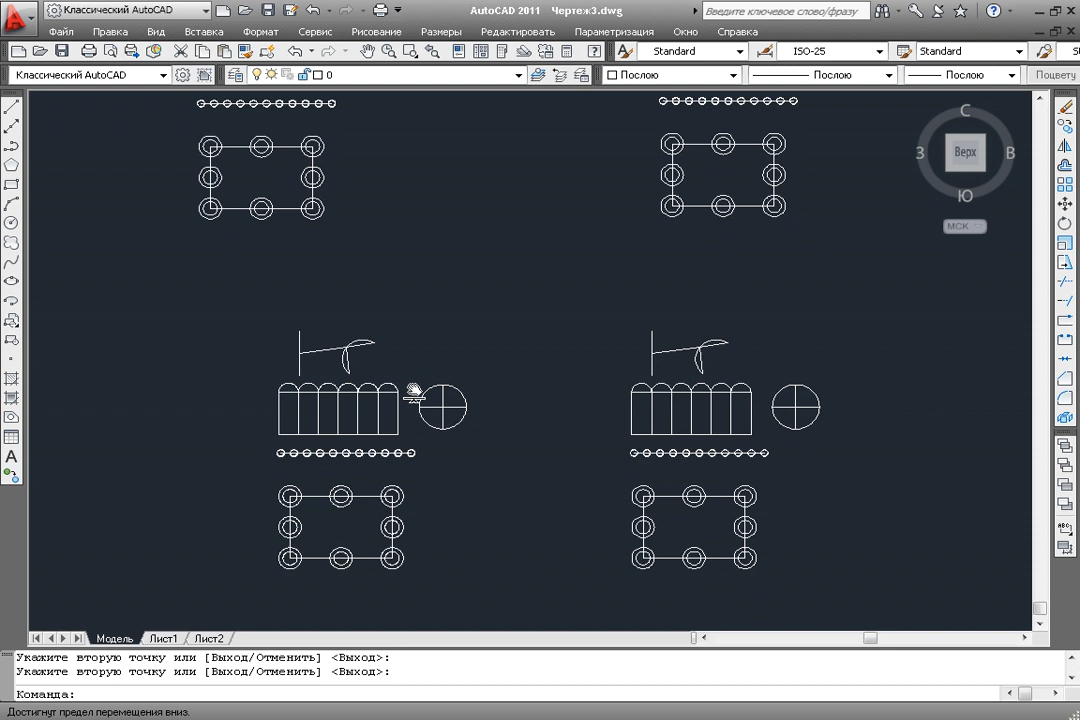 Классический AutoCAD
AutoCAD 2011 Чертеж3.dwg
Введите ключевое слово/фразу
Файл Правка Вид Вставка Формат Сервис Рисование Размеры Редактировать Параметризация Окно Справка
Standard ISO-25 Standard
Классический AutoCAD 0 Послою Послою Послою Поцвету
С
З Верх В
Ю
МСК
A
Модель Лист1 Лист2
Укажите вторую точку или [Выход/Отменить] <Выход>:
Укажите вторую точку или [Выход/Отменить] <Выход>:
Команда:
Достигнут предел перемещения вниз.